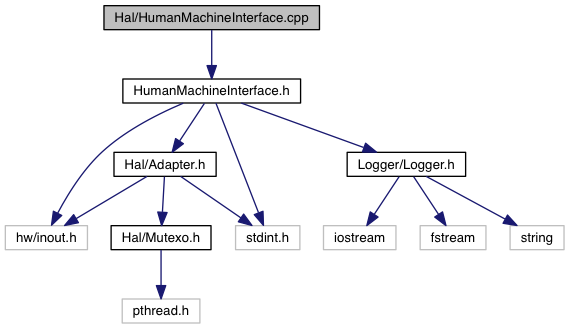 Hal/HumanMachineInterface.cpp
HumanMachineInterface.h
Hal/Adapter.h
Logger/Logger.h
hw/inout.h
Hal/Mutexo.h
stdint.h
iostream
fstream
string
pthread.h